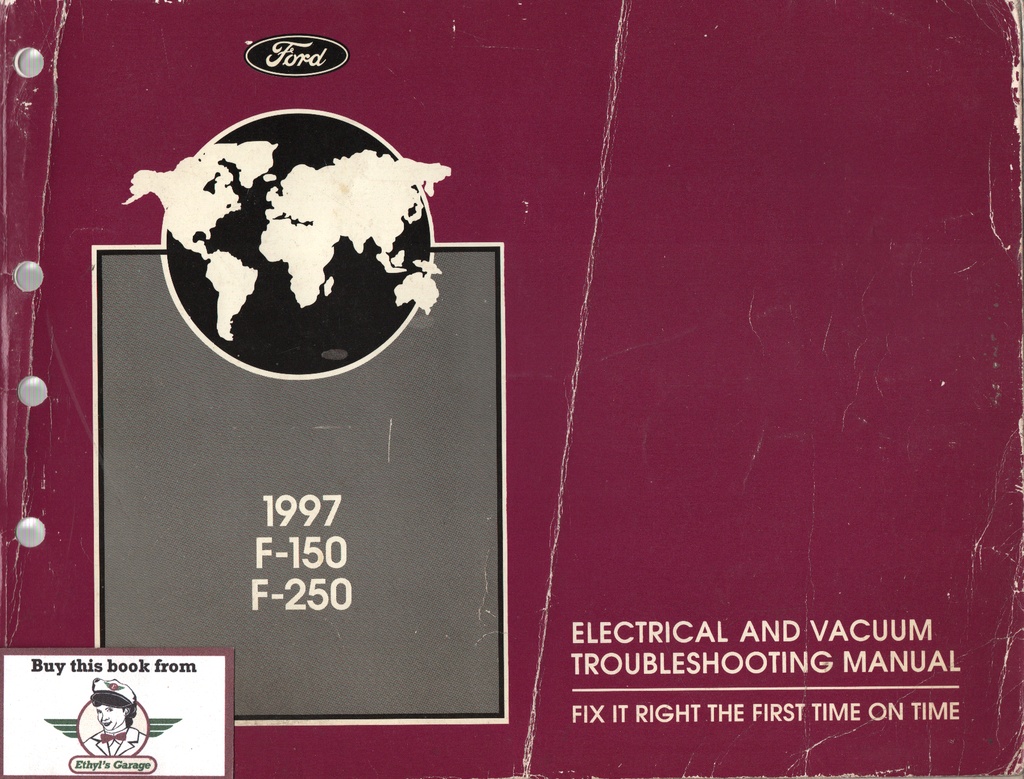 Ford
1997
F-150
F-250
ELECTRICAL AND VACUUM
TROUBLESHOOTING MANUAL
FIX IT RIGHT THE FIRST TIME ON TIME
Buy this book from
Ethyl's Garage